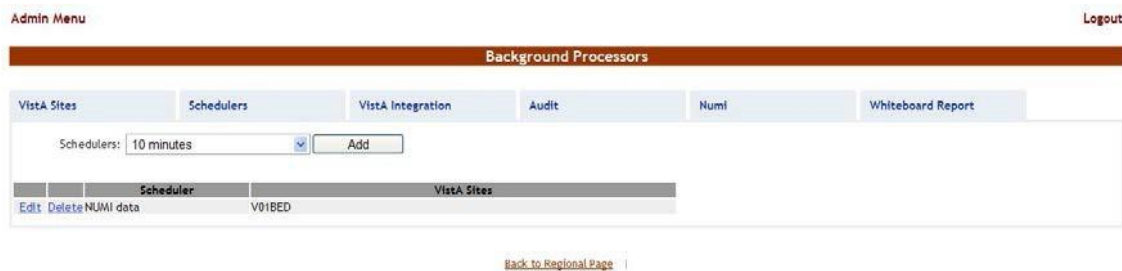 Admin Menu Logout
Background Processors
VistA Sites Schedulers VistA Integration Audit Numi Whiteboard Report
Schedulers: 10 minutes Add
Scheduler VistA Sites
Edit Delete NUMI data V01BED
Back to Regional Page |